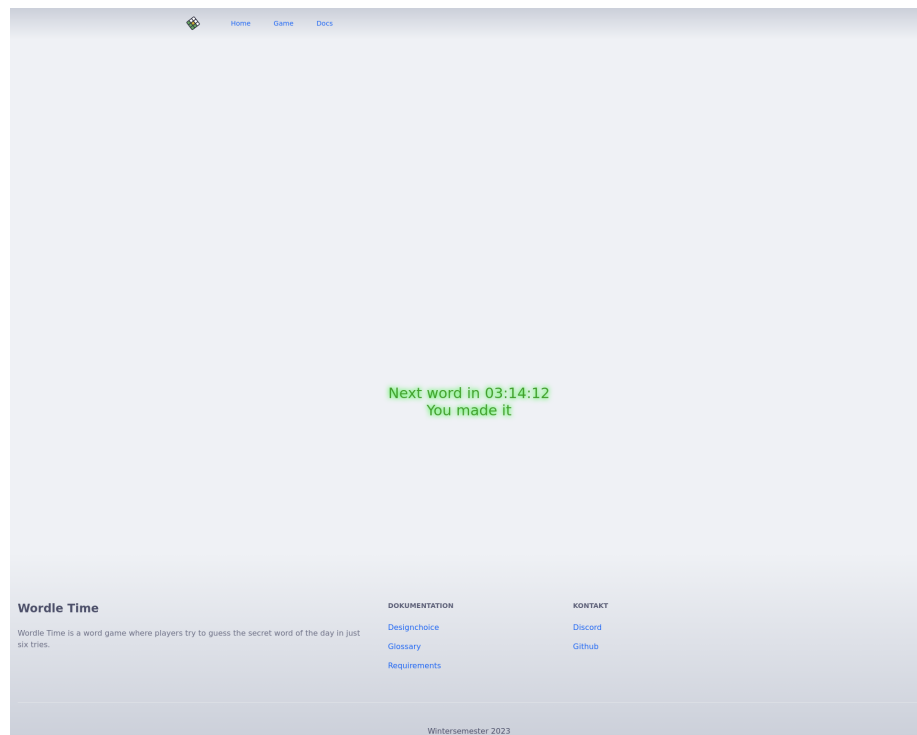 Home Game Docs
Next word in 03:14:12
You made it
Wordle Time
Wordle Time is a word game where players try to guess the secret word of the day in just
six tries.
DOKUMENTATION
Designchoice
Glossary
Requirements
KONTAKT
Discord
Github
Wintersemester 2023